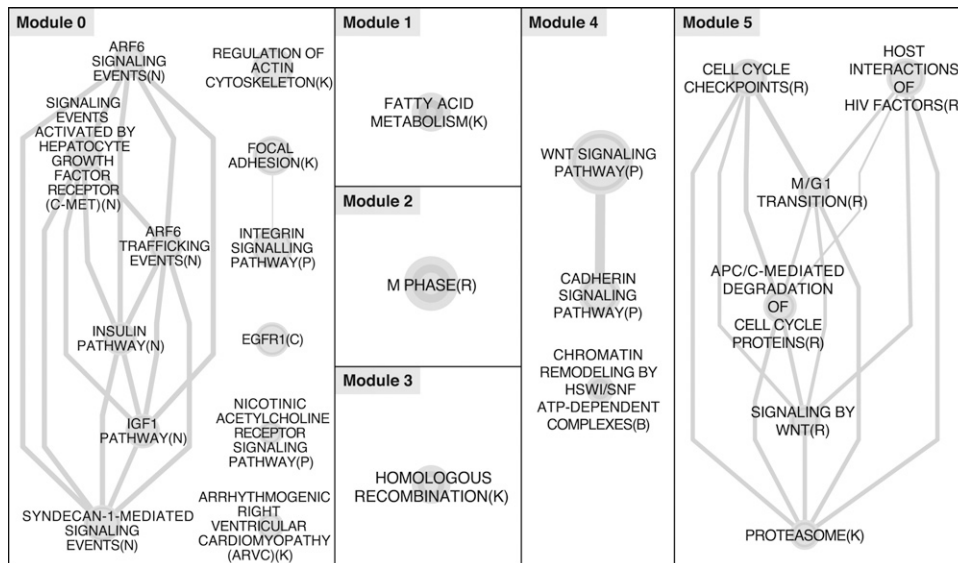 Module 0
ARF6
SIGNALING
EVENTS(N)
SIGNALING
EVENTS
ACTIVATED BY
HEPATOCYTE
GROWTH
FACTOR
RECEPTOR
(C-MET)(N)
ARF6
TRAFFICKING
EVENTS(N)
INSULIN
PATHWAY(N)
IGF1
PATHWAY(N)
SYNDECAN-1-MEDIATED
SIGNALING
EVENTS(N)
REGULATION OF
ACTIN
CYTOSKELETON(K)
FOCAL
ADHESION(K)
INTEGRIN
SIGNALLING
PATHWAY(P)
EGFR1(C)
NICOTINIC
ACETYLCHOLINE
RECEPTOR
SIGNALING
PATHWAY(P)
ARRHYTHMOGENIC
RIGHT
VENTRICULAR
CARDIOMYOPATHY
(ARVC)(K)
Module 1
FATTY ACID
METABOLISM(K)
Module 2
M PHASE(R)
Module 3
HOMOLOGOUS
RECOMBINATION(K)
Module 4
WNT SIGNALING
PATHWAY(P)
CADHERIN
SIGNALING
PATHWAY(P)
CHROMATIN
REMODELING BY
HSWI/SNF
ATP-DEPENDENT
COMPLEXES(B)
Module 5
CELL CYCLE
CHECKPOINTS(R)
HOST
INTERACTIONS
OF
HIV FACTORS(R)
M/G1
TRANSITION(R)
APC/C-MEDIATED
DEGRADATION
OF
CELL CYCLE
PROTEINS(R)
SIGNALING BY
WNT(R)
PROTEASOME(K)